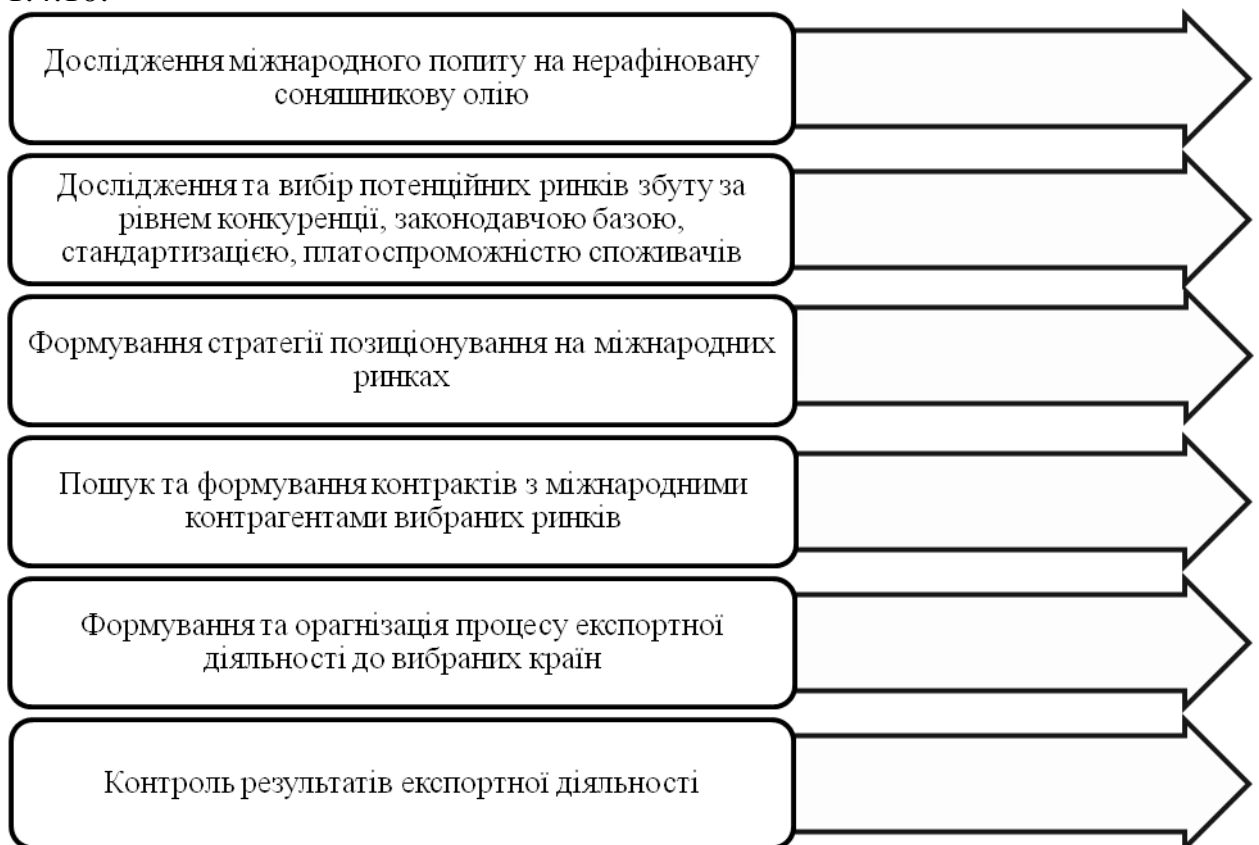 Дослідження міжнародного попиту на нерафіновану
соняшникову олію
Дослідження та вибір потенційних ринків збуту за
рівнем конкуренції, законодавчою базою,
стандартизацією, платоспроможністю споживачів
Формування стратегії позиціонування на міжнародних
ринках
Пошук та формування контрактів з міжнародними
контрагентами вибраних ринків
Формування та орагнізація процесу експортної
діяльності до вибраних країн
Контроль результатів експортної діяльності